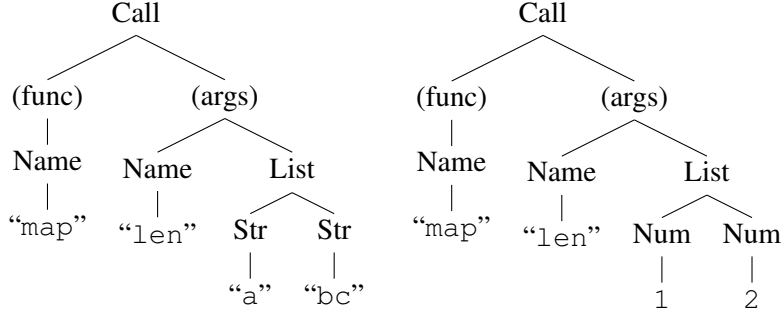 Call Call
(func) (args) (func) (args)
Name Name List Name Name List
“map” “len” Str Str “map” “len” Num Num
“a” “bc” 1 2